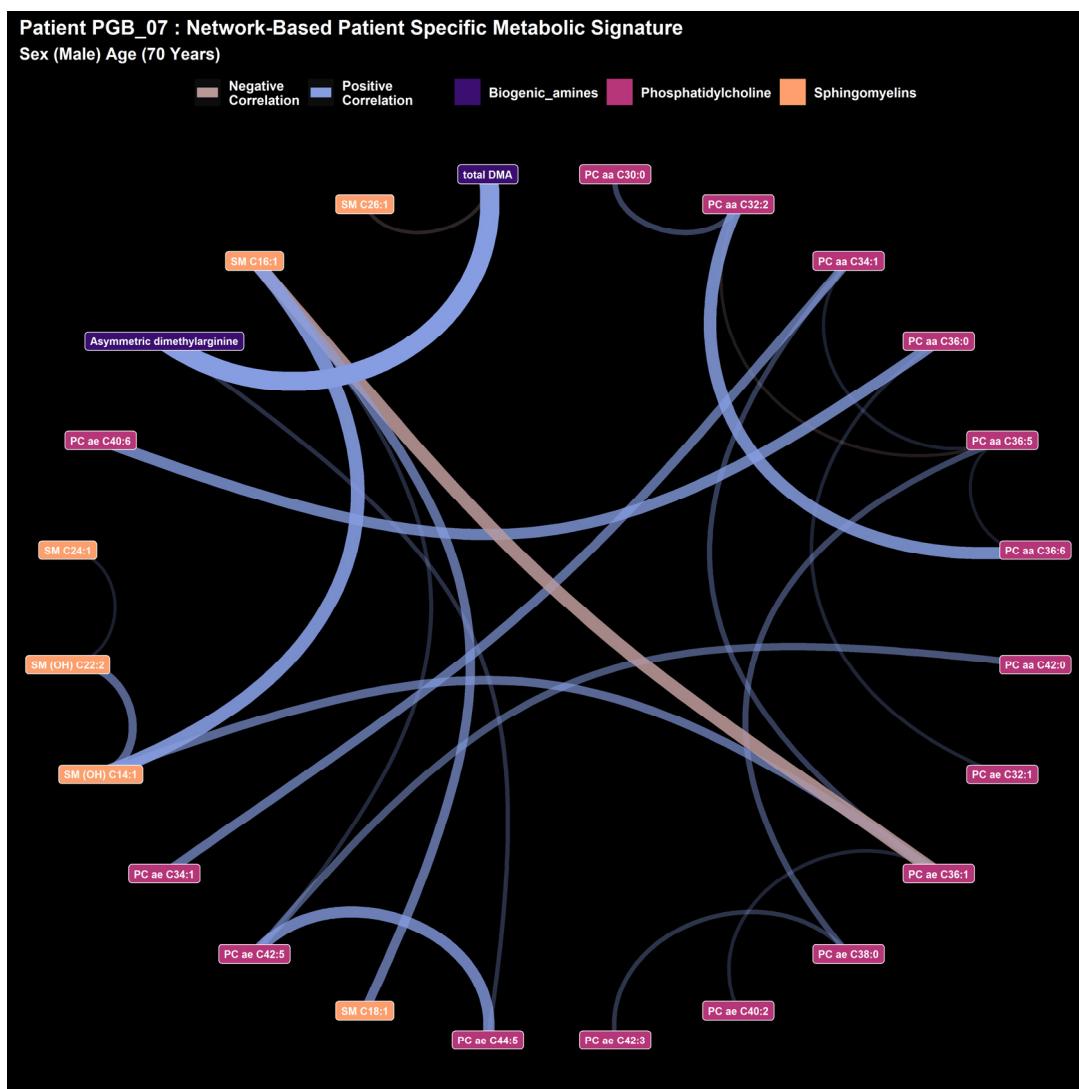 Patient PGB_07 : Network-Based Patient Specific Metabolic Signature
Sex (Male) Age (70 Years)
Negative
Correlation
Positive
Correlation
Biogenic_amines
Phosphatidylcholine
Sphingomyelins
total DMA
PC aa C30:0
SM C26:1
PC aa C32:2
SM C16:1
PC aa C34:1
Asymmetric dimethylarginine
PC aa C36:0
PC ae C40:6
PC aa C36:5
SM C24:1
PC aa C36:6
SM (OH) C22:2
PC aa C42:0
SM (OH) C14:1
PC ae C32:1
PC ae C34:1
PC ae C36:1
PC ae C42:5
PC ae C38:0
SM C18:1
PC ae C40:2
PC ae C44:5
PC ae C42:3